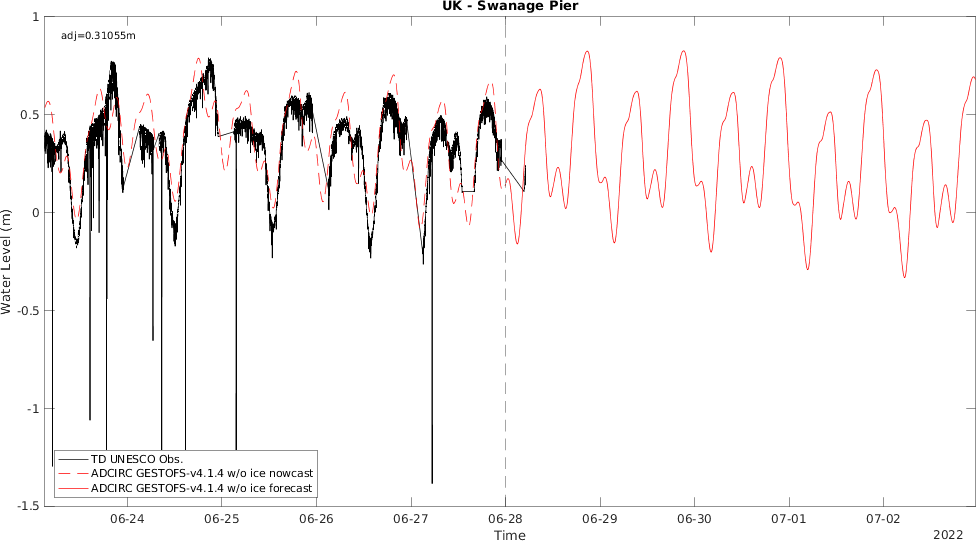 UK - Swanage Pier
adj=0.31055m
1
0.5
0
-0.5
-1
-1.5
Water Level (m)
TD UNESCO Obs.
ADCIRC GESTOFS-v4.1.4 w/o ice nowcast
ADCIRC GESTOFS-v4.1.4 w/o ice forecast
06-24 06-25 06-26 06-27 06-28 06-29 06-30 07-01 07-02
Time
2022